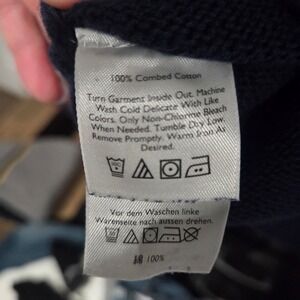 100% Combed Cotton
Turn Garment Inside Out. Machine
Wash Cold Delicate With Like
Colors. Only Non-Chlorine Bleach
When Needed. Tumble Dry Low.
Remove Promptly. Warm Iron As
Desired.
Vor dem Waschen linke
Warenseite nach aussen drehen.
100%